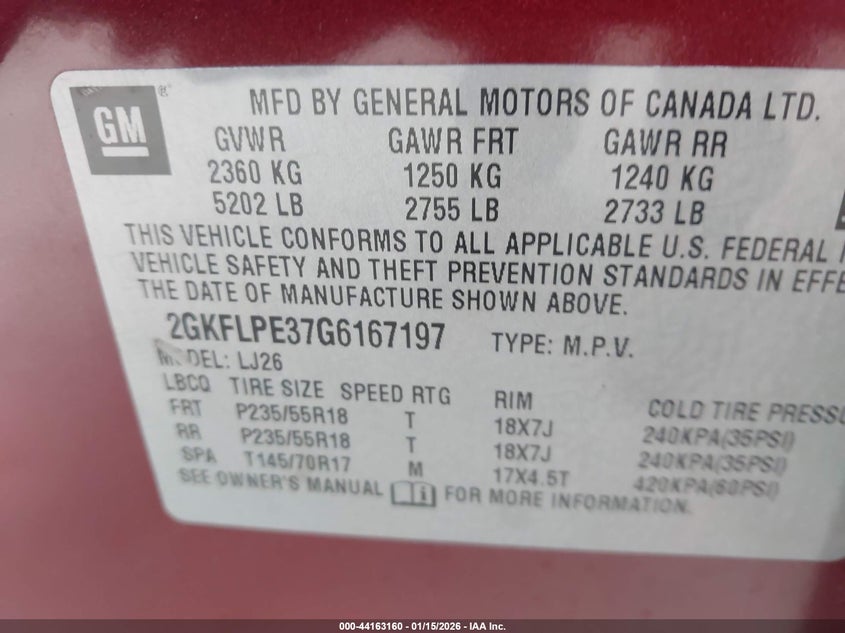 GM
®
MFD BY GENERAL MOTORS OF CANADA LTD.
GVWR GAWR FRT GAWR RR
2360 KG 1250 KG 1240 KG
5202 LB 2755 LB 2733 LB
THIS VEHICLE CONFORMS TO ALL APPLICABLE U.S. FEDERAL
VEHICLE SAFETY AND THEFT PREVENTION STANDARDS IN EFFE
THE DATE OF MANUFACTURE SHOWN ABOVE.
2GKFLPE37G6167197 TYPE: M.P.V.
MODEL: LJ26
LBCQ TIRE SIZE SPEED RTG RIM COLD TIRE PRESSU
FRT P235/55R18 T 18X7J 240KPA(35PSI)
RR P235/55R18 T 18X7J 240KPA(35PSI)
SPA T145/70R17 M 17X4.5T 420KPA(60PSI)
SEE OWNER'S MANUAL FOR MORE INFORMATION.
000-44163160 - 01/15/2026 - IAA Inc.